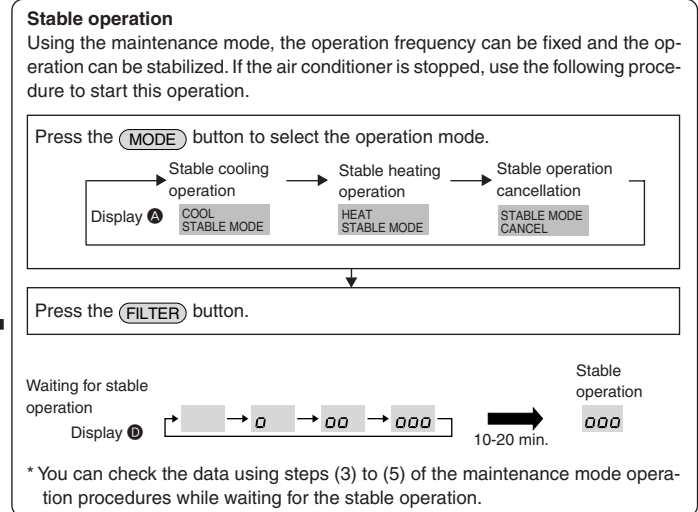 Stable operation
Using the maintenance mode, the operation frequency can be fixed and the op-
eration can be stabilized. If the air conditioner is stopped, use the following proce-
dure to start this operation.
Press the MODE button to select the operation mode.
Stable cooling
operation
Stable heating
operation
Stable operation
cancellation
Display A
COOL
STABLE MODE
HEAT
STABLE MODE
STABLE MODE
CANCEL
Press the FILTER button.
Waiting for stable
operation
Stable
operation
Display D
o
oo
ooo
10-20 min.
ooo
* You can check the data using steps (3) to (5) of the maintenance mode opera-
tion procedures while waiting for the stable operation.